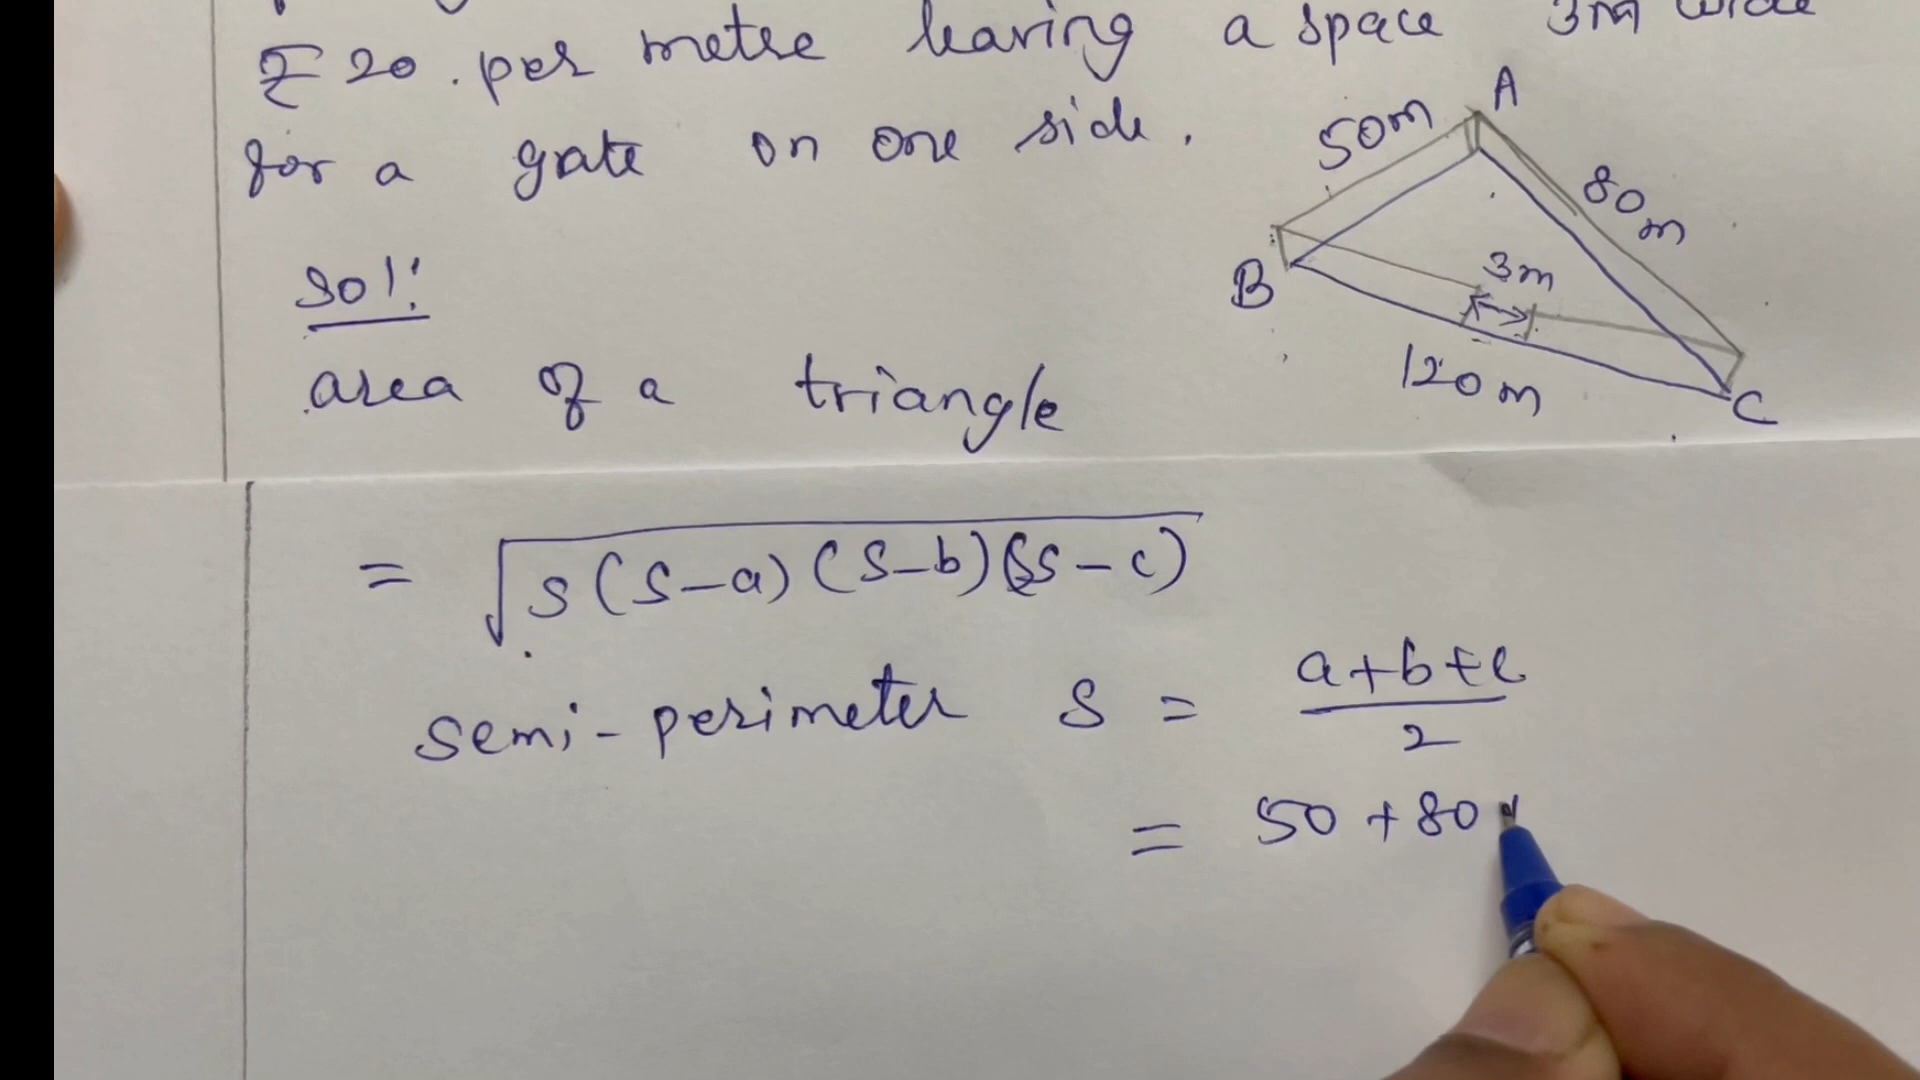 ₹ 20 . per metre leaving a space 3m wide
for a gate on one side .
A
50m
80m
sol:
3m
B
120m
area of a triangle
C
= √s(s-a)(s-b)(s-c)
semi-perimeter s = a+b+c
2
= 50+80